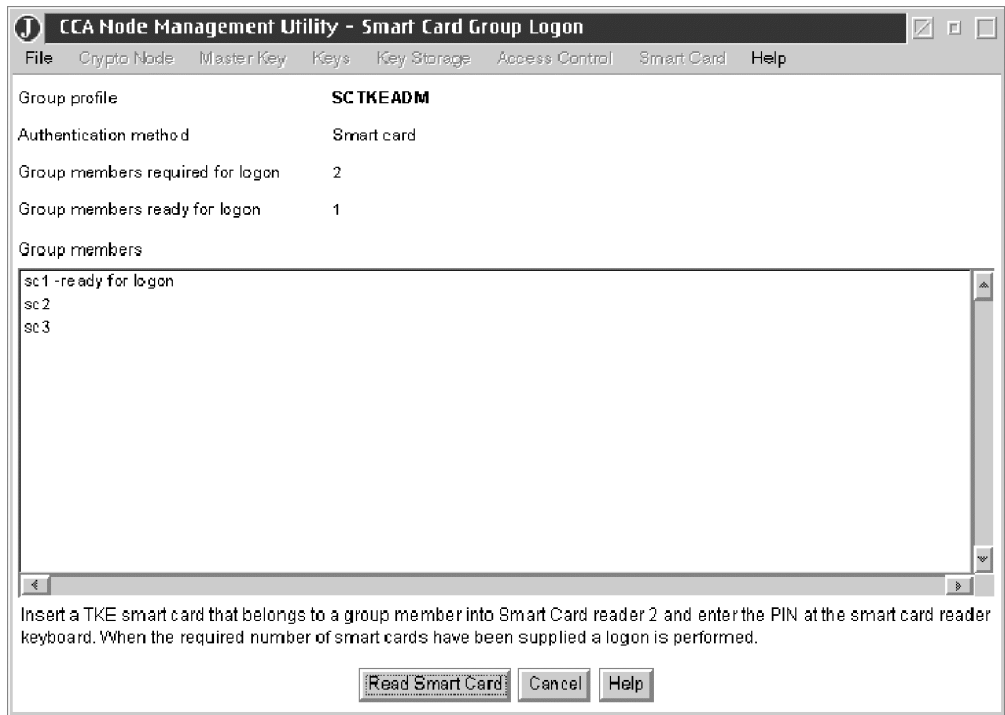 J CCA Node Management Utility - Smart Card Group Logon
File Crypto Node Master Key Keys Key Storage Access Control Smart Card Help
Group profile SCTKEADM
Authentication method Smart card
Group members required for logon 2
Group members ready for logon 1
Group members
sc1 -ready for logon
sc2
sc3
Insert a TKE smart card that belongs to a group member into Smart Card reader 2 and enter the PIN at the smart card reader
keyboard. When the required number of smart cards have been supplied a logon is performed.
Read Smart Card Cancel Help